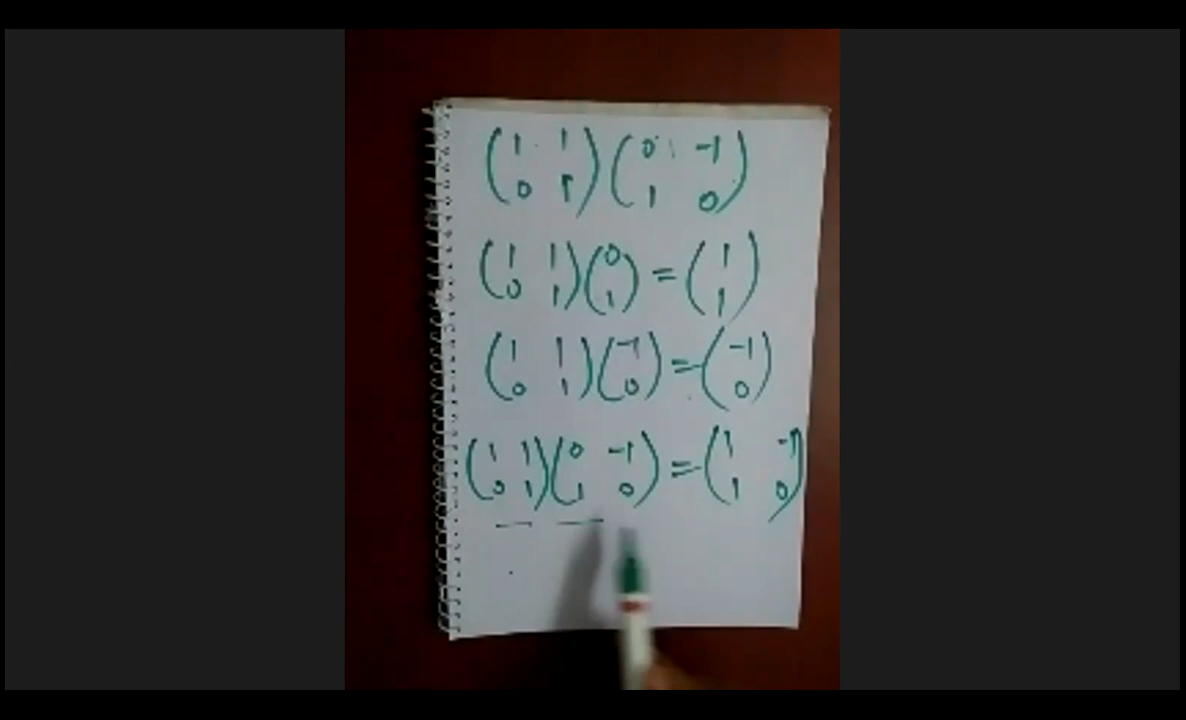 (1 1 0 1)(0 -1 1 0)
(1 1 0 1)(0 1) = (1 1)
(1 1 0 1)(-1 0) = (-1 0)
(1 1 0 1)(0 -1 1 0) = (1 -1 1 0)